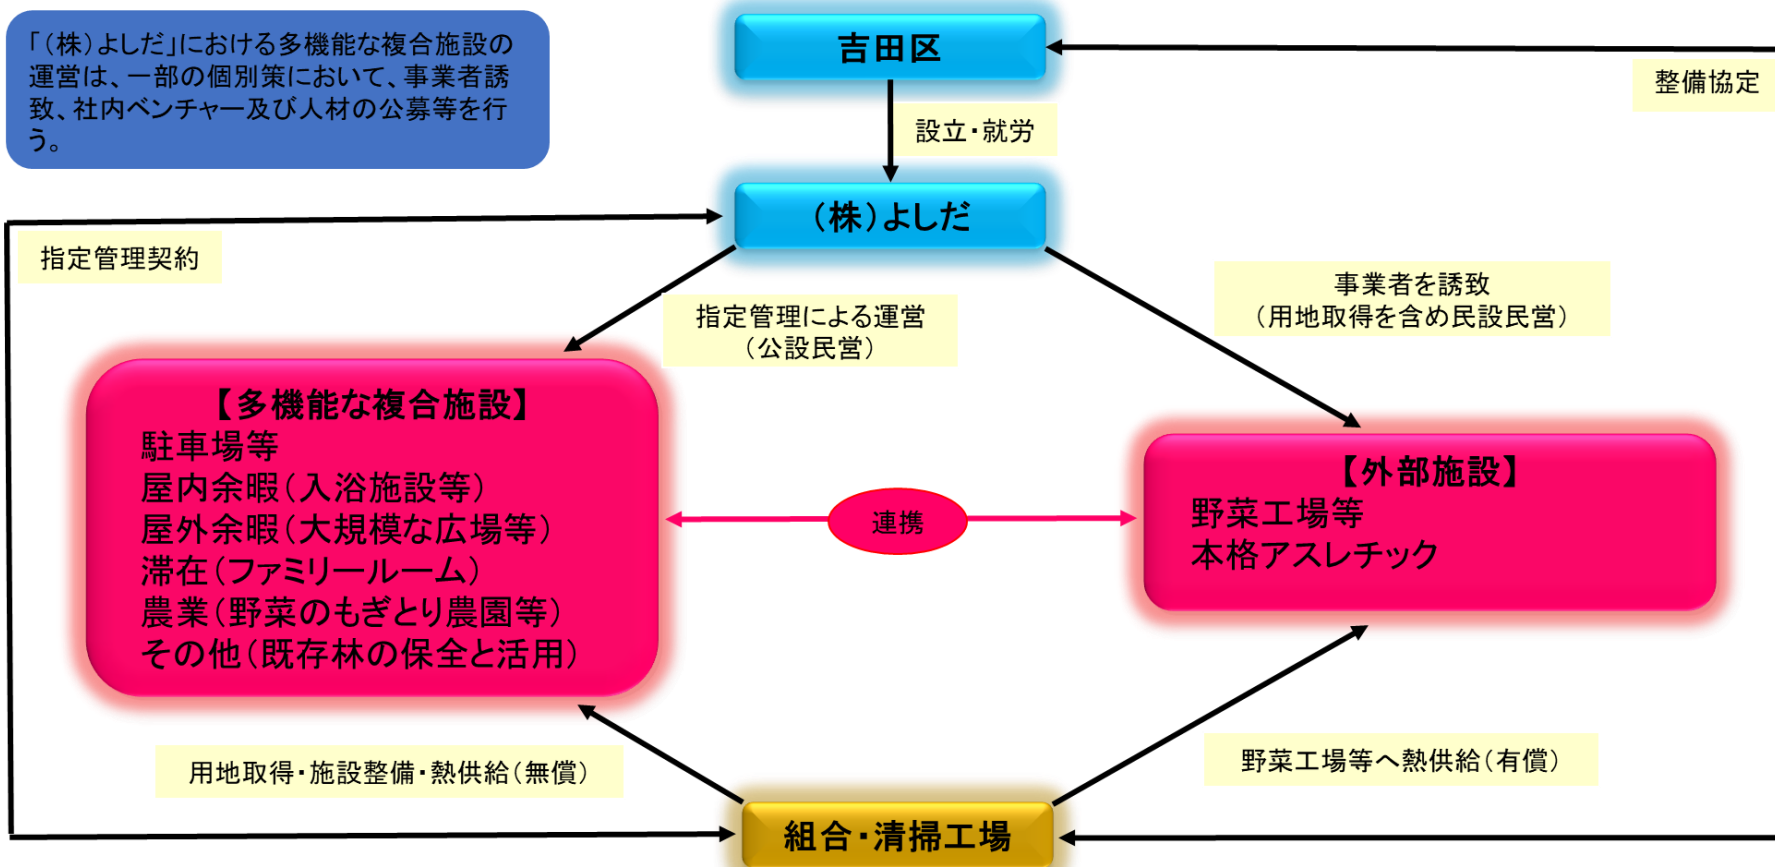 「(株)よしだ」における多機能な複合施設の
運営は、一部の個別策において、事業者誘
致、社内ベンチャー及び人材の公募等を行
う。
吉田区
整備協定
設立・就労
(株)よしだ
指定管理契約
指定管理による運営
(公設民営)
事業者を誘致
(用地取得を含め民設民営)
【多機能な複合施設】
駐車場等
屋内余暇(入浴施設等)
屋外余暇(大規模な広場等)
滞在(ファミリールーム)
農業(野菜のもぎとり農園等)
その他(既存林の保全と活用)
連携
【外部施設】
野菜工場等
本格アスレチック
用地取得・施設整備・熱供給(無償)
野菜工場等へ熱供給(有償)
組合・清掃工場